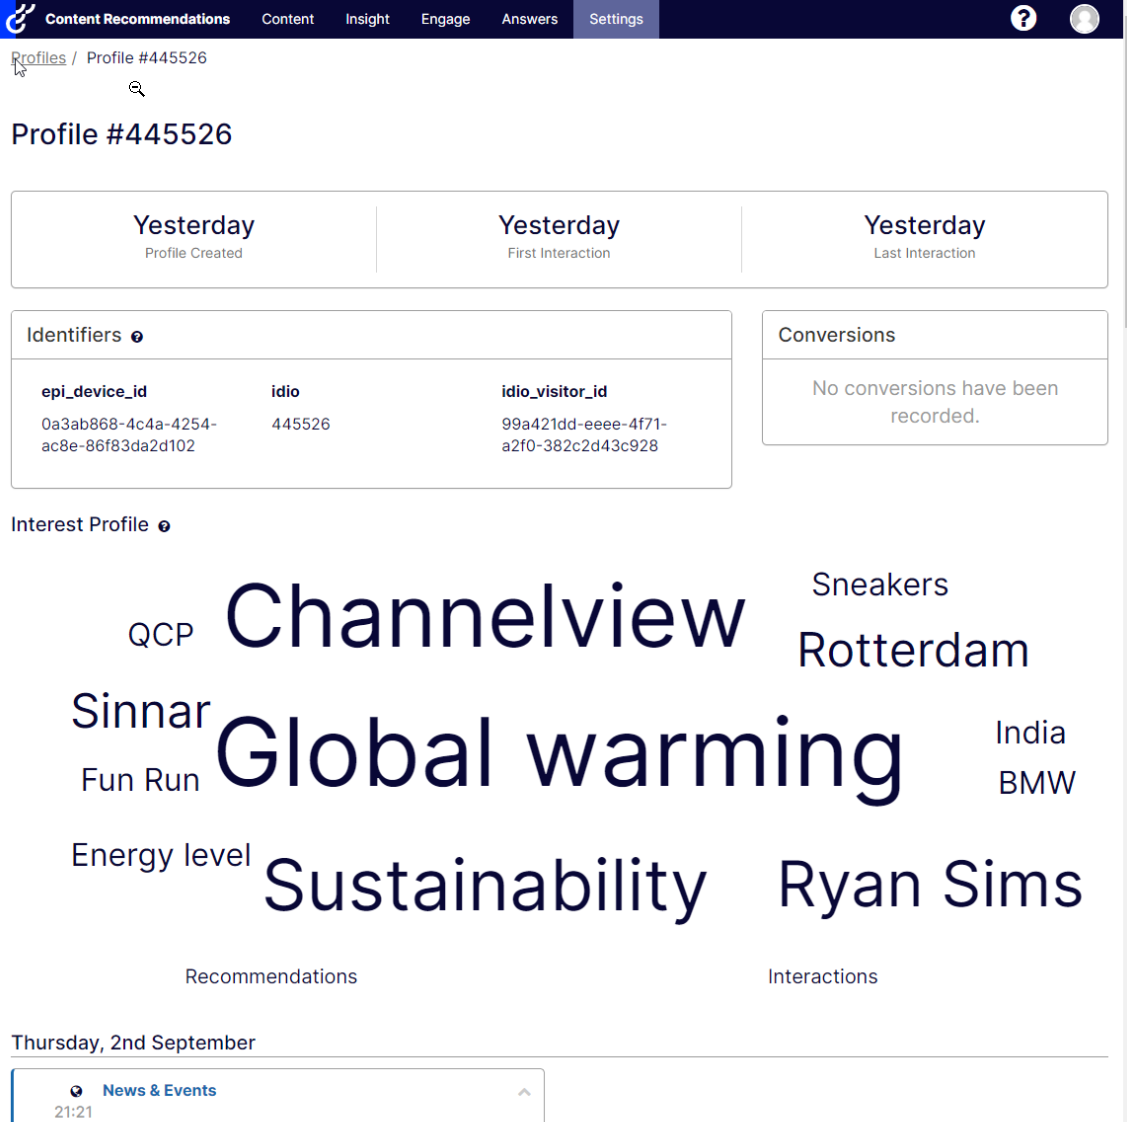 Content Recommendations Content Insight Engage Answers Settings ?
Profiles / Profile #445526
Profile #445526
Yesterday Yesterday Yesterday
Profile Created First Interaction Last Interaction
Identifiers ?
Conversions
epi_device_id idio idio_visitor_id
0a3ab868-4c4a-4254- 445526 99a421dd-eeee-4f71-
ac8e-86f83da2d102 a2f0-382c2d43c928
No conversions have been
recorded.
Interest Profile ?
Sneakers
Channelview
QCP
Rotterdam
Sinnar
Global warming
India
Fun Run
BMW
Energy level
Sustainability
Ryan Sims
Recommendations Interactions
Thursday, 2nd September
News & Events
21:21